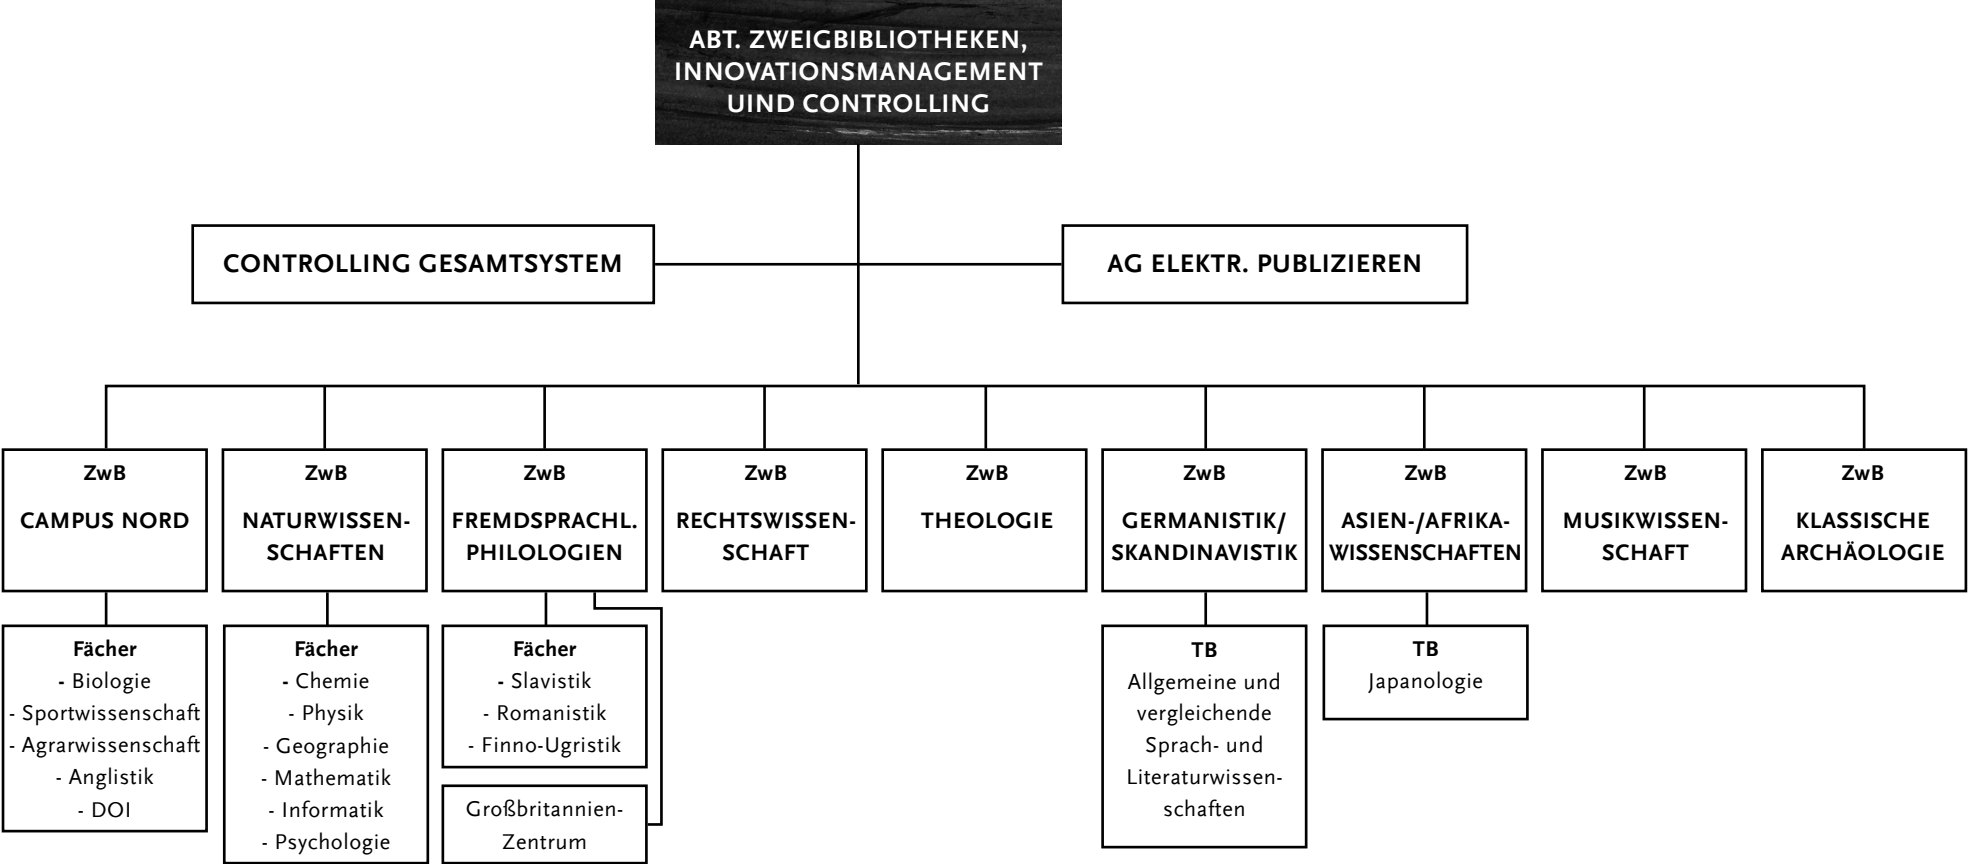 ABT. ZWEIGBIBLIOTHEKEN,
INNOVATIONSMANAGEMENT
UIND CONTROLLING
CONTROLLING GESAMTSYSTEM
AG ELEKTR. PUBLIZIEREN
ZwB
CAMPUS NORD
ZwB
NATURWISSEN-
SCHAFTEN
ZwB
FREMDSPRACHL.
PHILOLOGIEN
ZwB
RECHTSWISSEN-
SCHAFT
ZwB
THEOLOGIE
ZwB
GERMANISTIK/
SKANDINAVISTIK
ZwB
ASIEN-/AFRIKA-
WISSENSCHAFTEN
ZwB
MUSIKWISSEN-
SCHAFT
ZwB
KLASSISCHE
ARCHÄOLOGIE
Fächer
- Biologie
- Sportwissenschaft
- Agrarwissenschaft
- Anglistik
- DOI
Fächer
- Chemie
- Physik
- Geographie
- Mathematik
- Informatik
- Psychologie
Fächer
- Slavistik
- Romanistik
- Finno-Ugristik
Großbritannien-
Zentrum
TB
Allgemeine und
vergleichende
Sprach- und
Literaturwissen-
schaften
TB
Japanologie